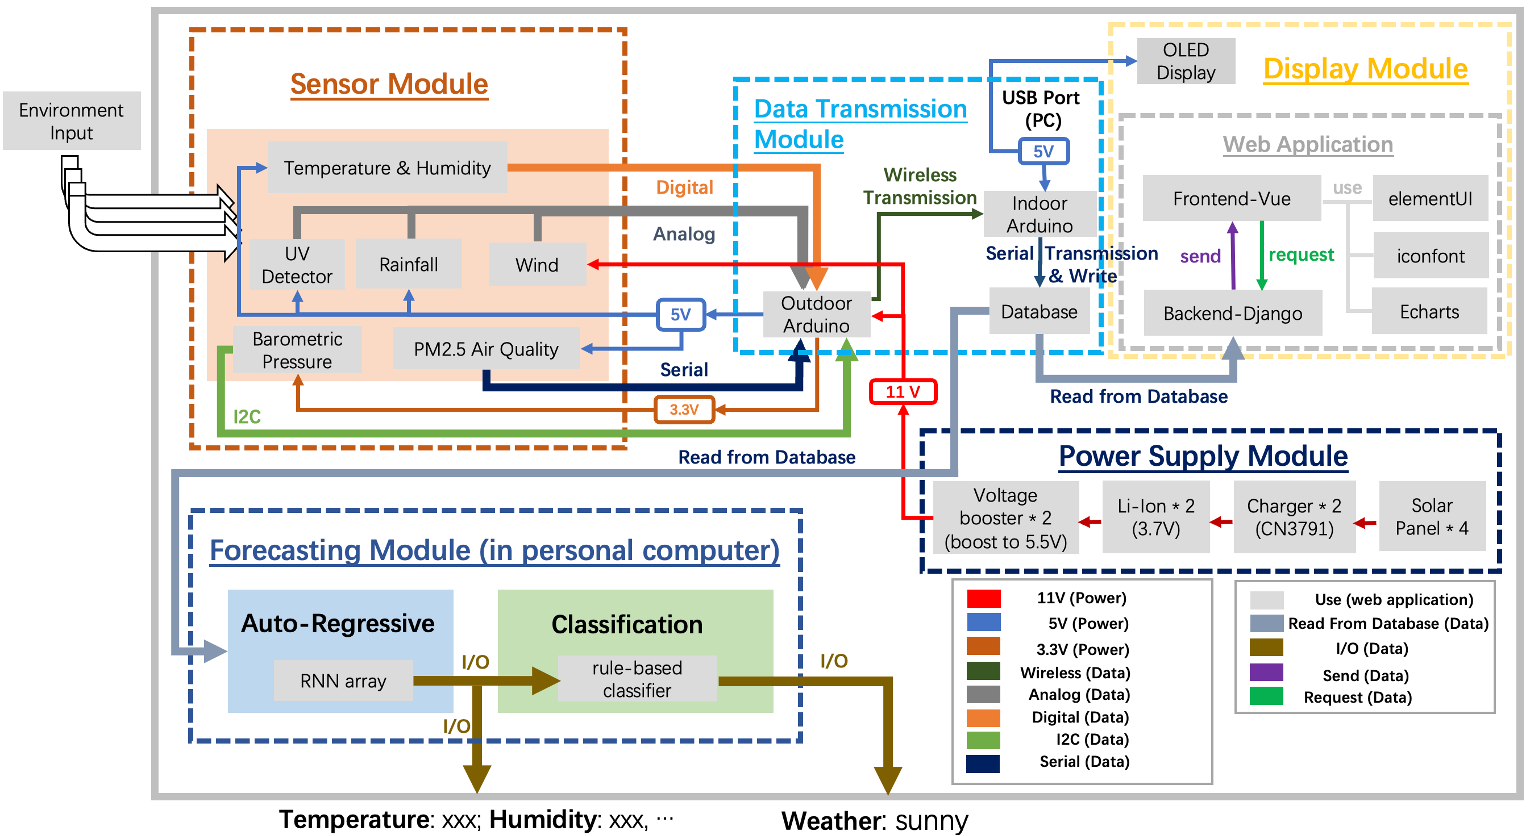 Environment
Input
Sensor Module
Temperature & Humidity
UV
Detector
Rainfall
Wind
Barometric
Pressure
PM2.5 Air Quality
Digital
Analog
5V
Serial
3.3V
I2C
Data Transmission
Module
Outdoor
Arduino
Wireless
Transmission
USB Port
(PC)
5V
Indoor
Arduino
Serial Transmission
& Write
Database
11 V
Read from Database
Read from Database
OLED
Display
Display Module
Web Application
Frontend-Vue
use
elementUI
iconfont
Echarts
send
request
Backend-Django
Power Supply Module
Voltage
booster * 2
(boost to 5.5V)
Li-Ion * 2
(3.7V)
Charger * 2
(CN3791)
Solar
Panel * 4
Forecasting Module (in personal computer)
Auto-Regressive
RNN array
I/O
I/O
Classification
rule-based
classifier
I/O
11V (Power)
5V (Power)
3.3V (Power)
Wireless (Data)
Analog (Data)
Digital (Data)
I2C (Data)
Serial (Data)
Use (web application)
Read From Database (Data)
I/O (Data)
Send (Data)
Request (Data)
Temperature: xxx; Humidity: xxx, ···
Weather: sunny